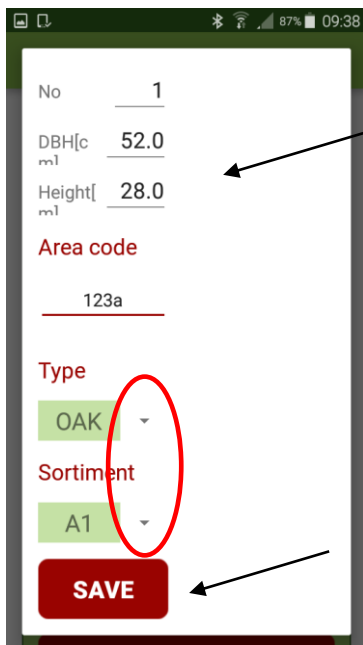 87% 09:38
No 1
DBH[c 52.0
m]
Height[ 28.0
m]
Area code
123a
Type
OAK
Sortiment
A1
SAVE